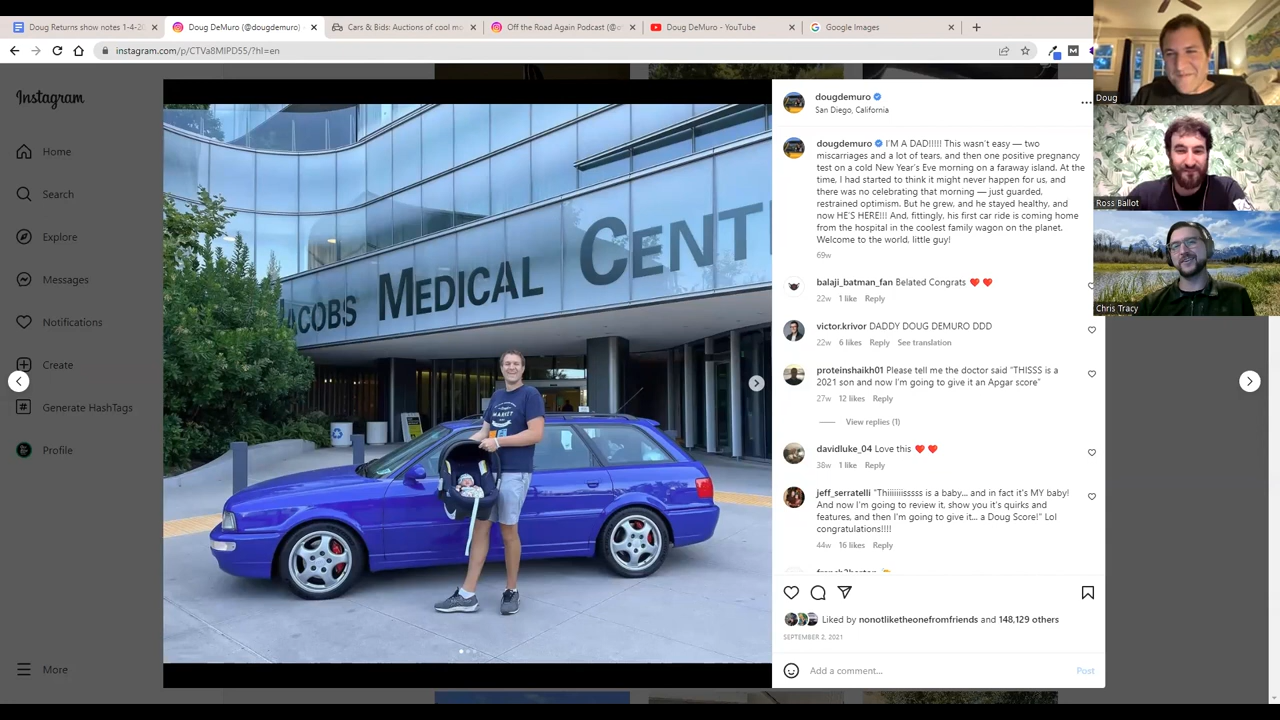 Doug Returns show notes 1-4-20
Doug DeMuro (@dougdemuro)
Cars & Bids: Auctions of cool mo
Off the Road Again Podcast (@of
Doug DeMuro - YouTube
Google Images
instagram.com/p/CTVa8MlPD55/?hl=en
Instagram
Home
Search
Explore
Messages
Notifications
Create
Generate HashTags
Profile
More
JACOBS MEDICAL CENT
dougdemuro
San Diego, California
dougdemuro I'M A DAD!!!!! This wasn't easy — two
miscarriages and a lot of tears, and then one positive pregnancy
test on a cold New Year's Eve morning on a faraway island. At the
time, I had started to think it might never happen for us, and
there was no celebrating that morning — just guarded,
restrained optimism. But he grew, and he stayed healthy, and
now HE'S HERE!!! And, fittingly, his first car ride is coming home
from the hospital in the coolest family wagon on the planet.
Welcome to the world, little guy!
69w
balaji_batman_fan Belated Congrats ❤️ ❤️
22w 1 like Reply
victor.krivor DADDY DOUG DEMURO DDD
22w 6 likes Reply See translation
proteinshaikh01 Please tell me the doctor said "THISSS is a
2021 son and now I'm going to give it an Apgar score"
27w 12 likes Reply
View replies (1)
davidluke_04 Love this ❤️ ❤️
38w 1 like Reply
jeff_serratelli "Thiiiiiiisssss is a baby... and in fact it's MY baby!
And now I'm going to review it, show you it's quirks and
features, and then I'm going to give it... a Doug Score!" Lol
congratulations!!!!
44w 16 likes Reply
Liked by nonotliketheonefromfriends and 148,129 others
SEPTEMBER 2, 2021
Add a comment...
Post
Doug
Ross Ballot
Chris Tracy